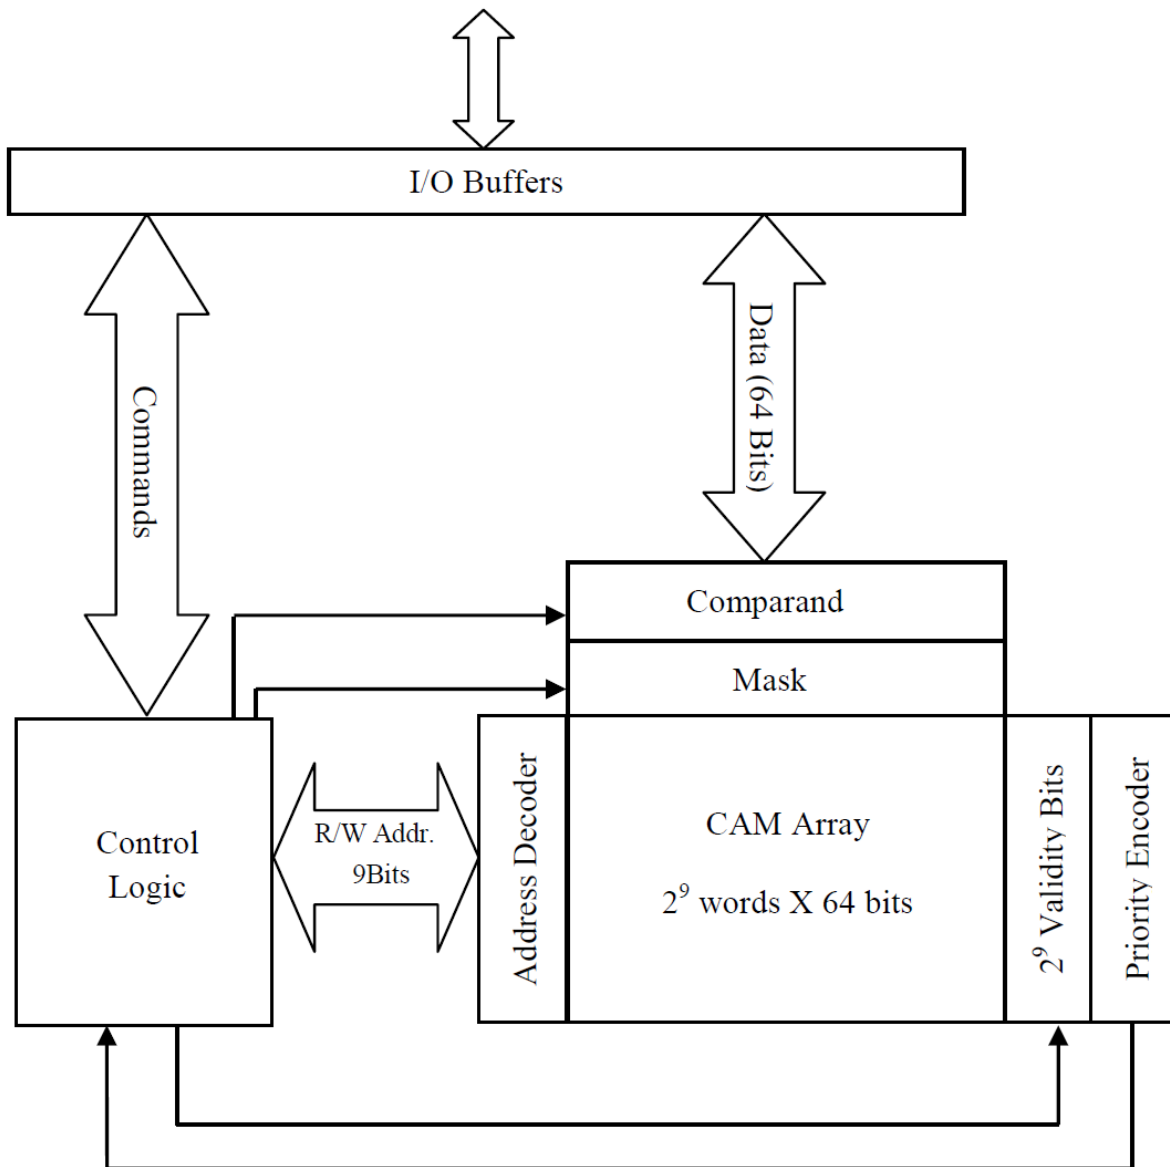 I/O Buffers
Commands
Data (64 Bits)
Comparand
Mask
Control
Logic
R/W Addr.
9Bits
Address Decoder
CAM Array
2⁹ words X 64 bits
2⁹ Validity Bits
Priority Encoder